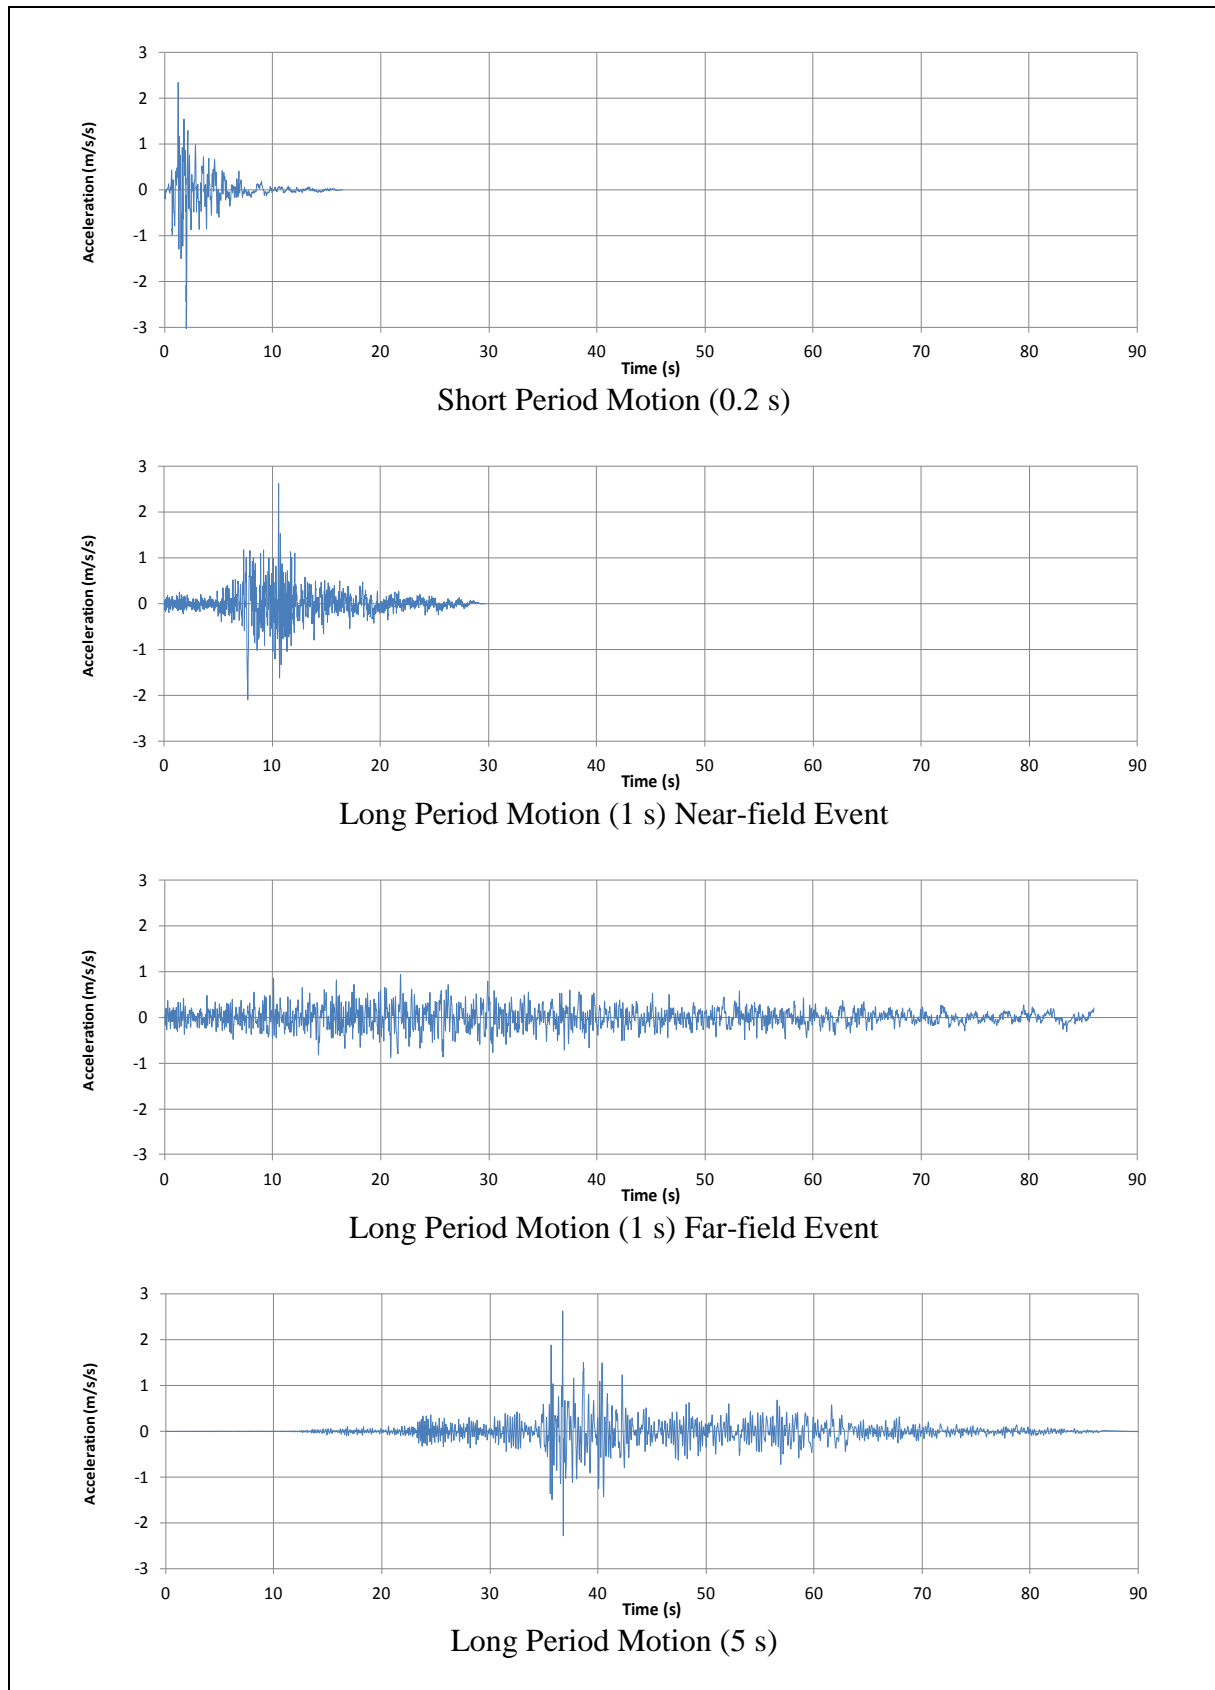 3
2
1
0
-1
-2
-3
Acceleration (m/s/s)
0 10 20 30 40 50 60 70 80 90
Time (s)
Short Period Motion (0.2 s)
3
2
1
0
-1
-2
-3
Acceleration (m/s/s)
0 10 20 30 40 50 60 70 80 90
Time (s)
Long Period Motion (1 s) Near-field Event
3
2
1
0
-1
-2
-3
Acceleration (m/s/s)
0 10 20 30 40 50 60 70 80 90
Time (s)
Long Period Motion (1 s) Far-field Event
3
2
1
0
-1
-2
-3
Acceleration (m/s/s)
0 10 20 30 40 50 60 70 80 90
Time (s)
Long Period Motion (5 s)